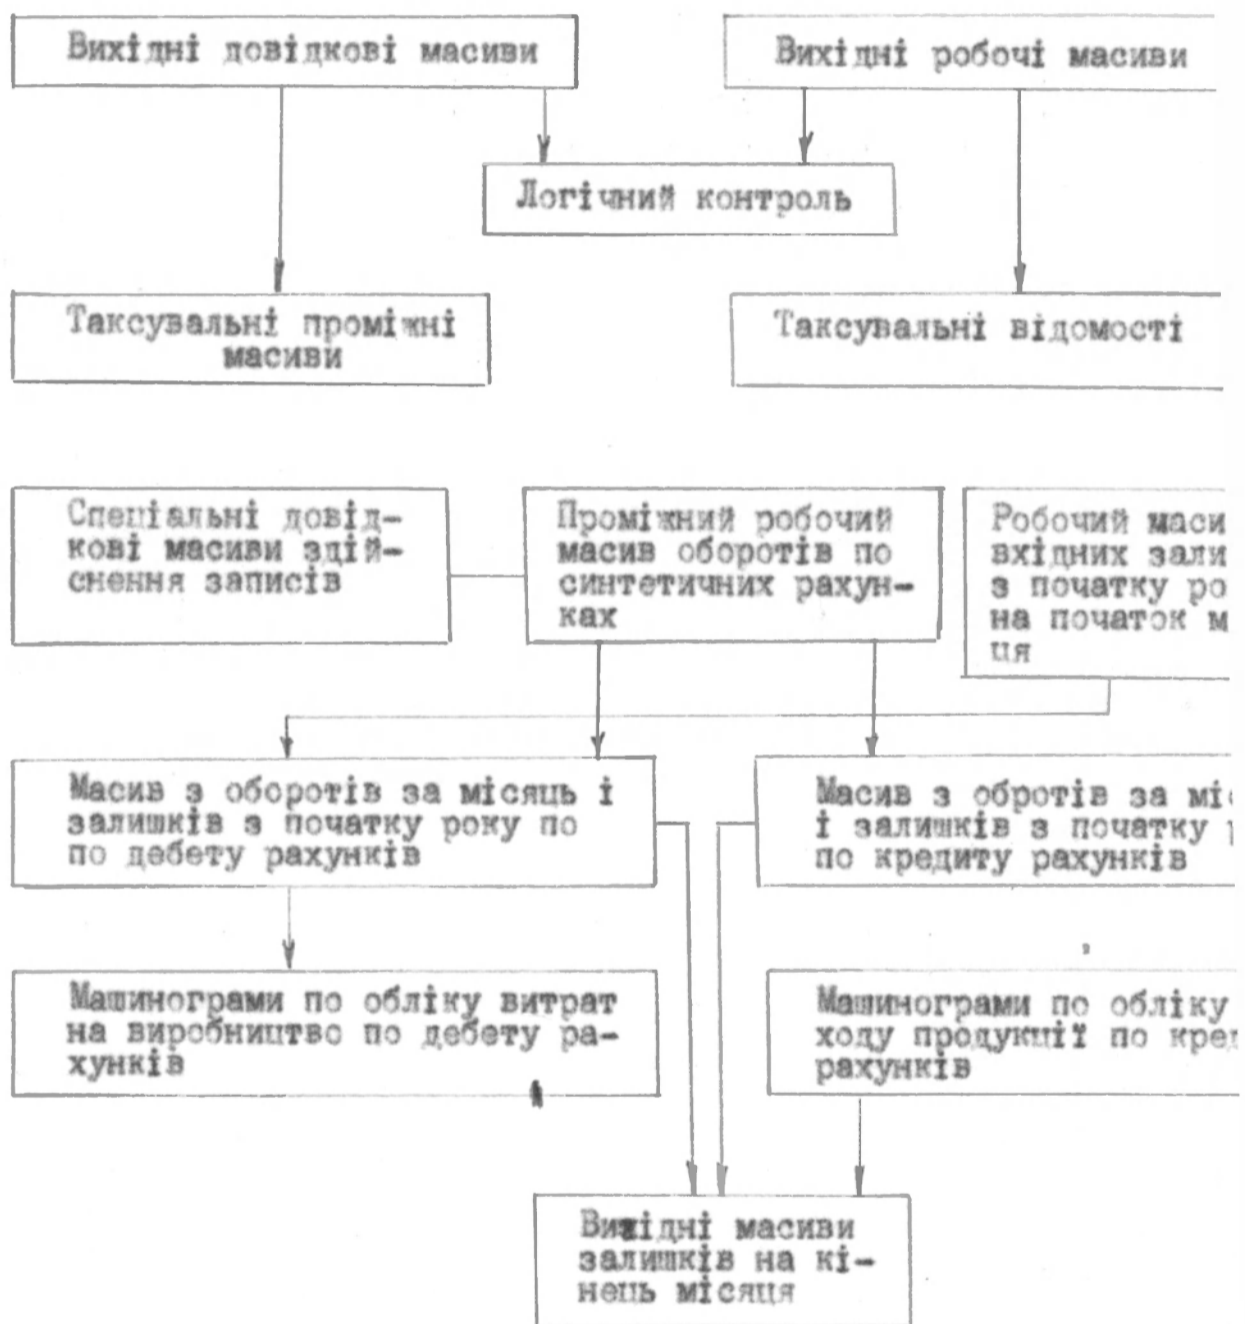 Вихідні довідкові масиви
Вихідні робочі масиви
Логічний контроль
Таксувальні проміжні
масиви
Таксувальні відомості
Спеціальні довід-
кові масиви здій-
снення записів
Проміжний робочий
масив оборотів по
синтетичних рахун-
ках
Робочий маси
вхідних зали
з початку ро
на початок м
ця
Масив з оборотів за місяць і
залишків з початку року по
по дебету рахунків
Масив з обротів за міс
і залишків з початку р
по кредиту рахунків
Машинограми по обліку витрат
на виробництво по дебету ра-
хунків
Машинограми по обліку
ходу продукції по кред
рахунків
Вихідні масиви
залишків на кі-
нець місяця